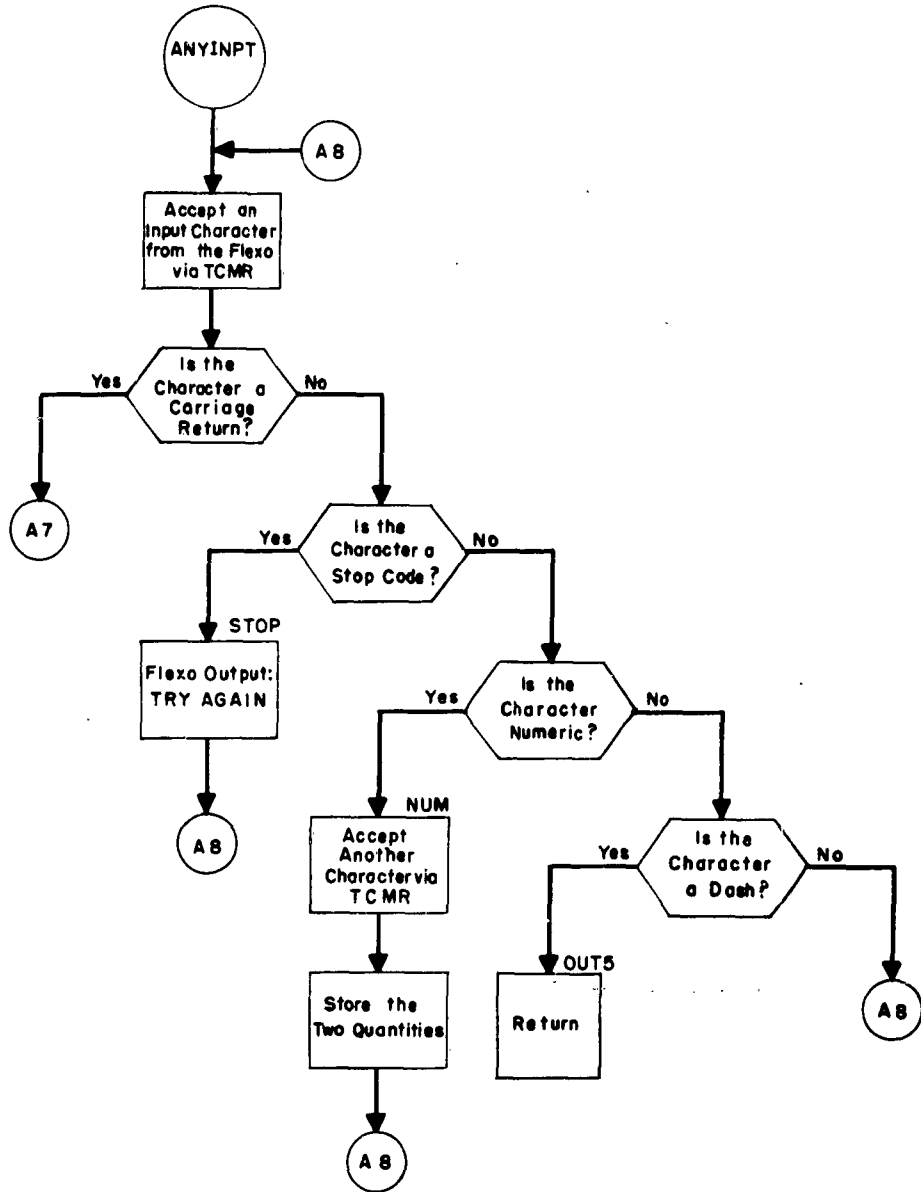 ANYINPT
A8
Accept an
Input Character
from the Flexo
via TCMR
Is the
Character a
Carriage
Return?
Yes
No
A7
Is the
Character a
Stop Code?
Yes
No
STOP
Flexo Output:
TRY AGAIN
A8
Is the
Character
Numeric?
Yes
No
NUM
Accept
Another
Character via
TCMR
Store the
Two Quantities
A8
Is the
Character
a Dash?
Yes
No
OUT5
Return
A8